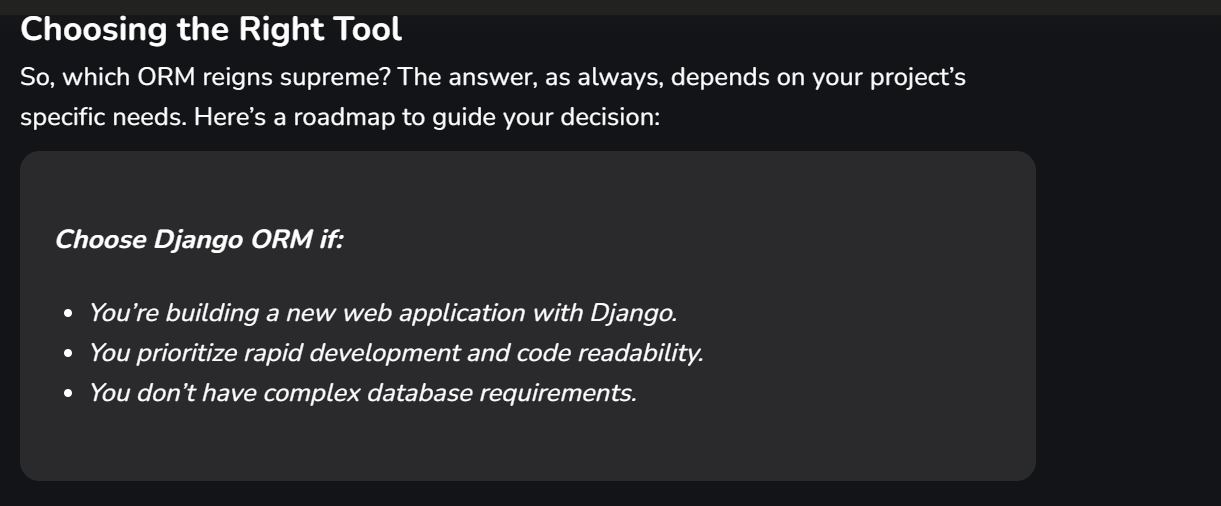 Choosing the Right Tool
So, which ORM reigns supreme? The answer, as always, depends on your project’s
specific needs. Here’s a roadmap to guide your decision:
Choose Django ORM if:
• You’re building a new web application with Django.
• You prioritize rapid development and code readability.
• You don’t have complex database requirements.